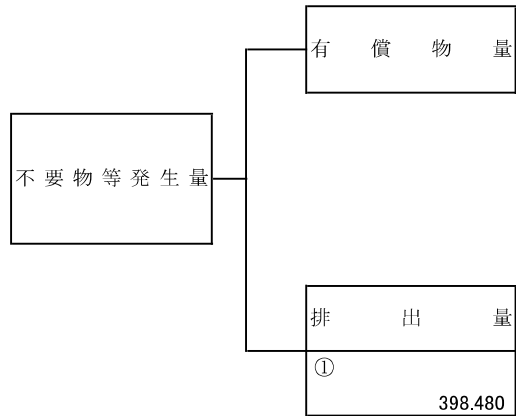 有償物量
不要物等発生量
排出量
①
398.480